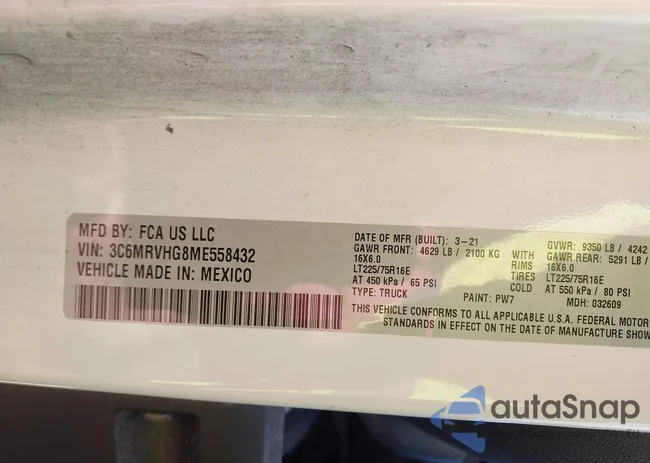 MFD BY: FCA US LLC
VIN: 3C6MRVHG8ME558432
VEHICLE MADE IN: MEXICO
DATE OF MFR (BUILT): 3-21
GAWR FRONT: 4629 LB / 2100 KG
16X6.0
LT225/75R16E
AT 450 kPa / 65 PSI
TYPE: TRUCK
WITH
RIMS
TIRES
COLD
GVWR: 9350 LB / 4242
GAWR REAR: 5291 LB /
16X6.0
LT225/75R16E
AT 550 kPa / 80 PSI
PAINT: PW7
MDH: 032609
THIS VEHICLE CONFORMS TO ALL APPLICABLE U.S.A. FEDERAL MOTOR
STANDARDS IN EFFECT ON THE DATE OF MANUFACTURE SHOW
autaSnap